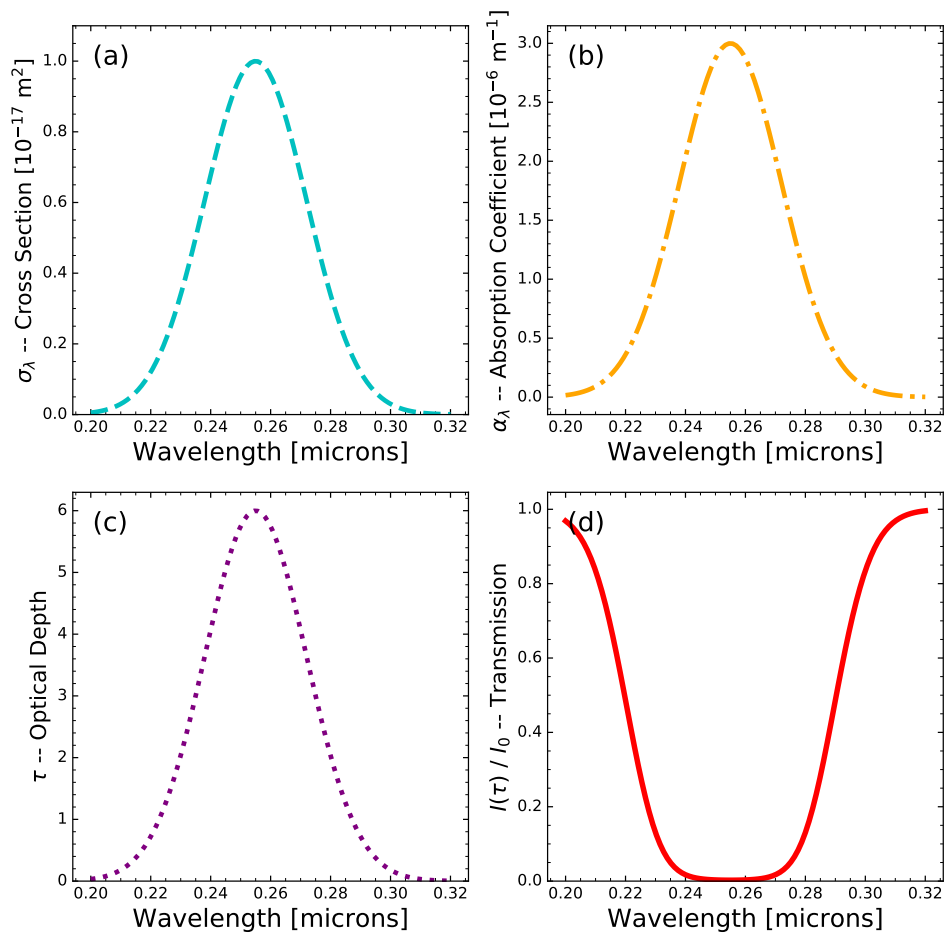 (a)
σλ -- Cross Section [10⁻¹⁷ m²]
1.0
0.8
0.6
0.4
0.2
0.0
0.20 0.22 0.24 0.26 0.28 0.30 0.32
Wavelength [microns]
(b)
αλ -- Absorption Coefficient [10⁻⁶ m⁻¹]
3.0
2.5
2.0
1.5
1.0
0.5
0.0
0.20 0.22 0.24 0.26 0.28 0.30 0.32
Wavelength [microns]
(c)
τ -- Optical Depth
6
5
4
3
2
1
0
0.20 0.22 0.24 0.26 0.28 0.30 0.32
Wavelength [microns]
(d)
I(τ) / I₀ -- Transmission
1.0
0.8
0.6
0.4
0.2
0.0
0.20 0.22 0.24 0.26 0.28 0.30 0.32
Wavelength [microns]